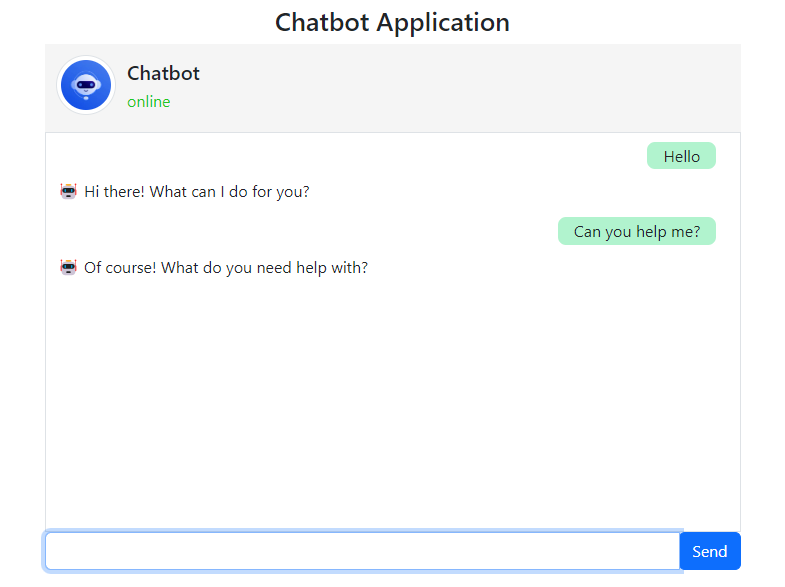 Chatbot Application
Chatbot
online
Hello
Hi there! What can I do for you?
Can you help me?
Of course! What do you need help with?
Send